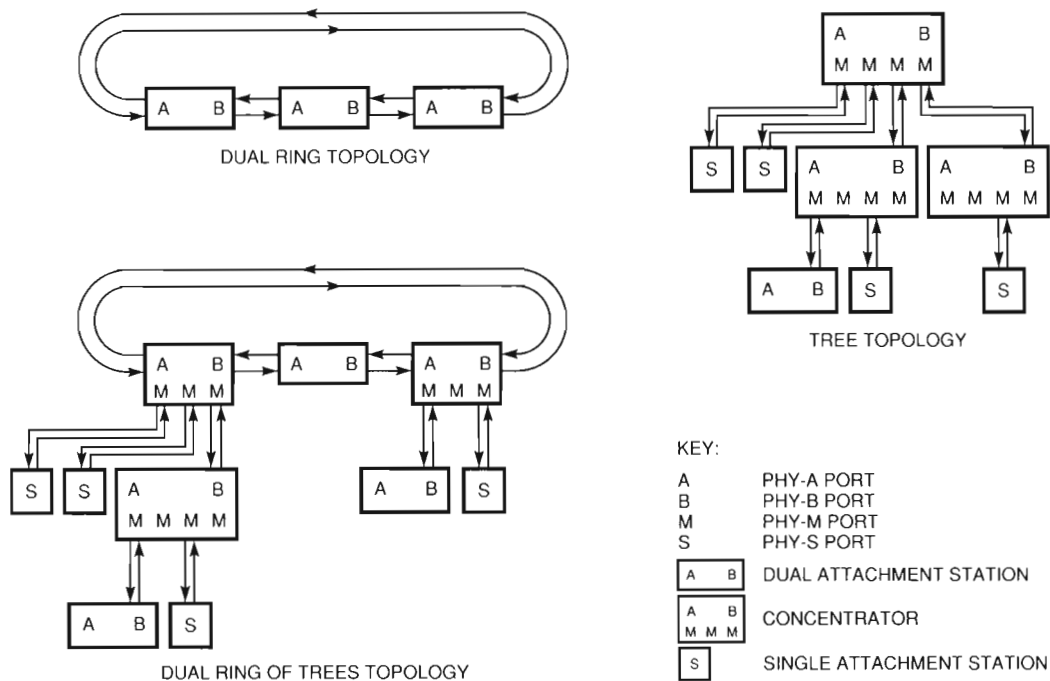 A B A B A B
DUAL RING TOPOLOGY
A B
M M M M
S S
A B A B
M M M M M M M M
A B S S
TREE TOPOLOGY
A B A B A B
M M M M M M
S S A B A B S
M M M M
A B S
DUAL RING OF TREES TOPOLOGY
KEY:
A PHY-A PORT
B PHY-B PORT
M PHY-M PORT
S PHY-S PORT
A B DUAL ATTACHMENT STATION
A B
M M M
CONCENTRATOR
S SINGLE ATTACHMENT STATION